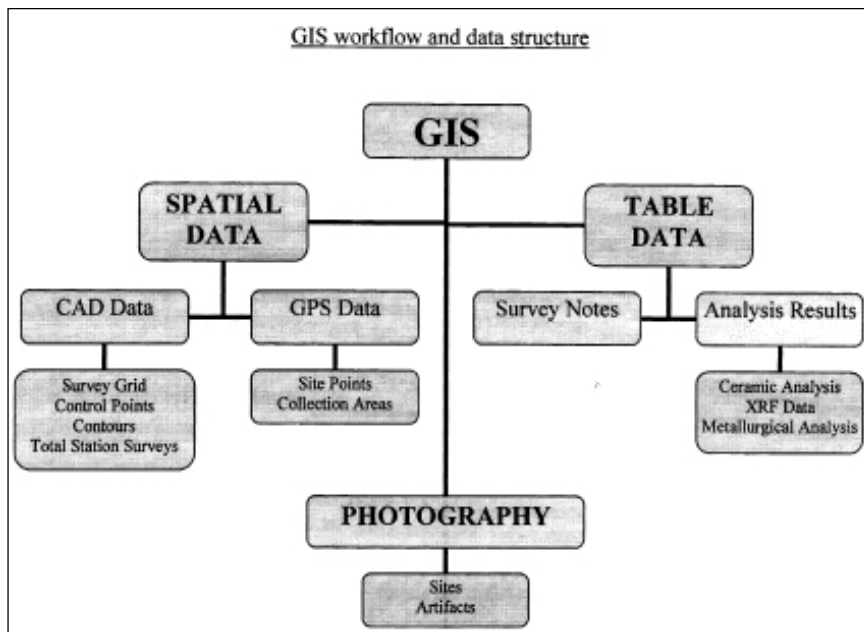 GIS workflow and data structure
GIS
SPATIAL
DATA
TABLE
DATA
CAD Data
GPS Data
Survey Notes
Analysis Results
Survey Grid
Control Points
Contours
Total Station Surveys
Site Points
Collection Areas
Ceramic Analysis
XRF Data
Metallurgical Analysis
PHOTOGRAPHY
Sites
Artifacts